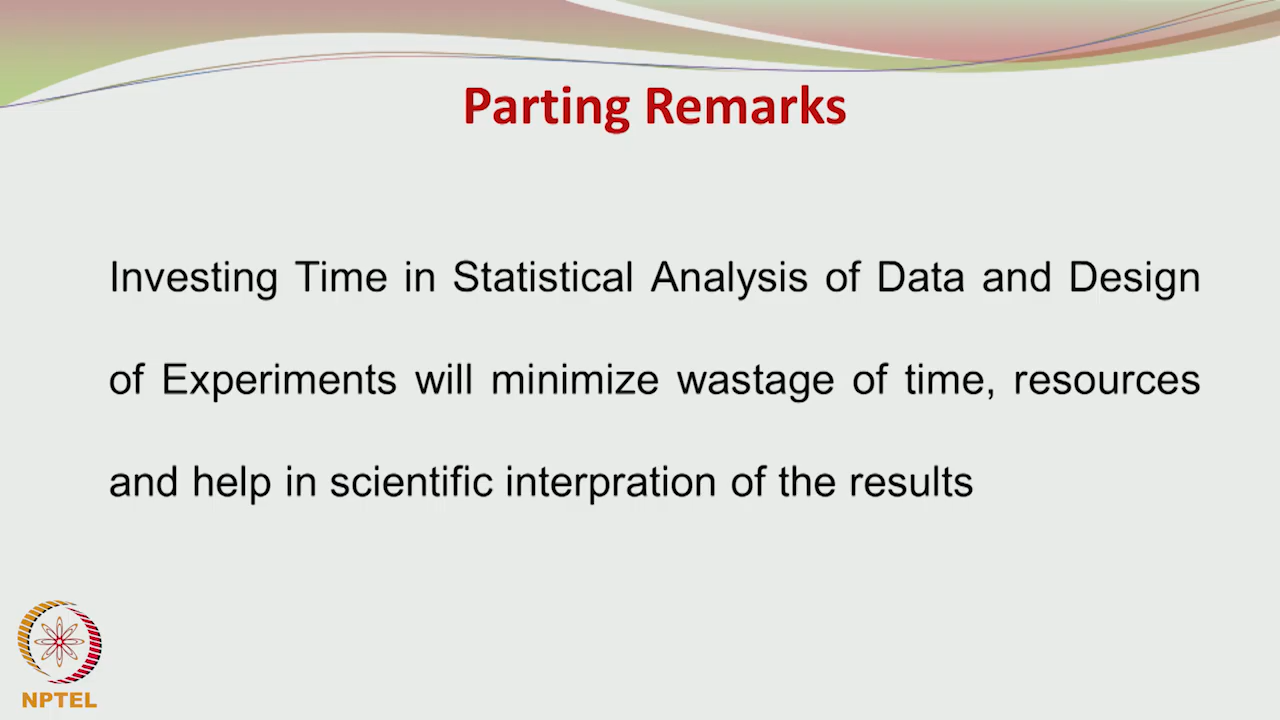 Parting Remarks
Investing Time in Statistical Analysis of Data and Design
of Experiments will minimize wastage of time, resources
and help in scientific interpration of the results
NPTEL